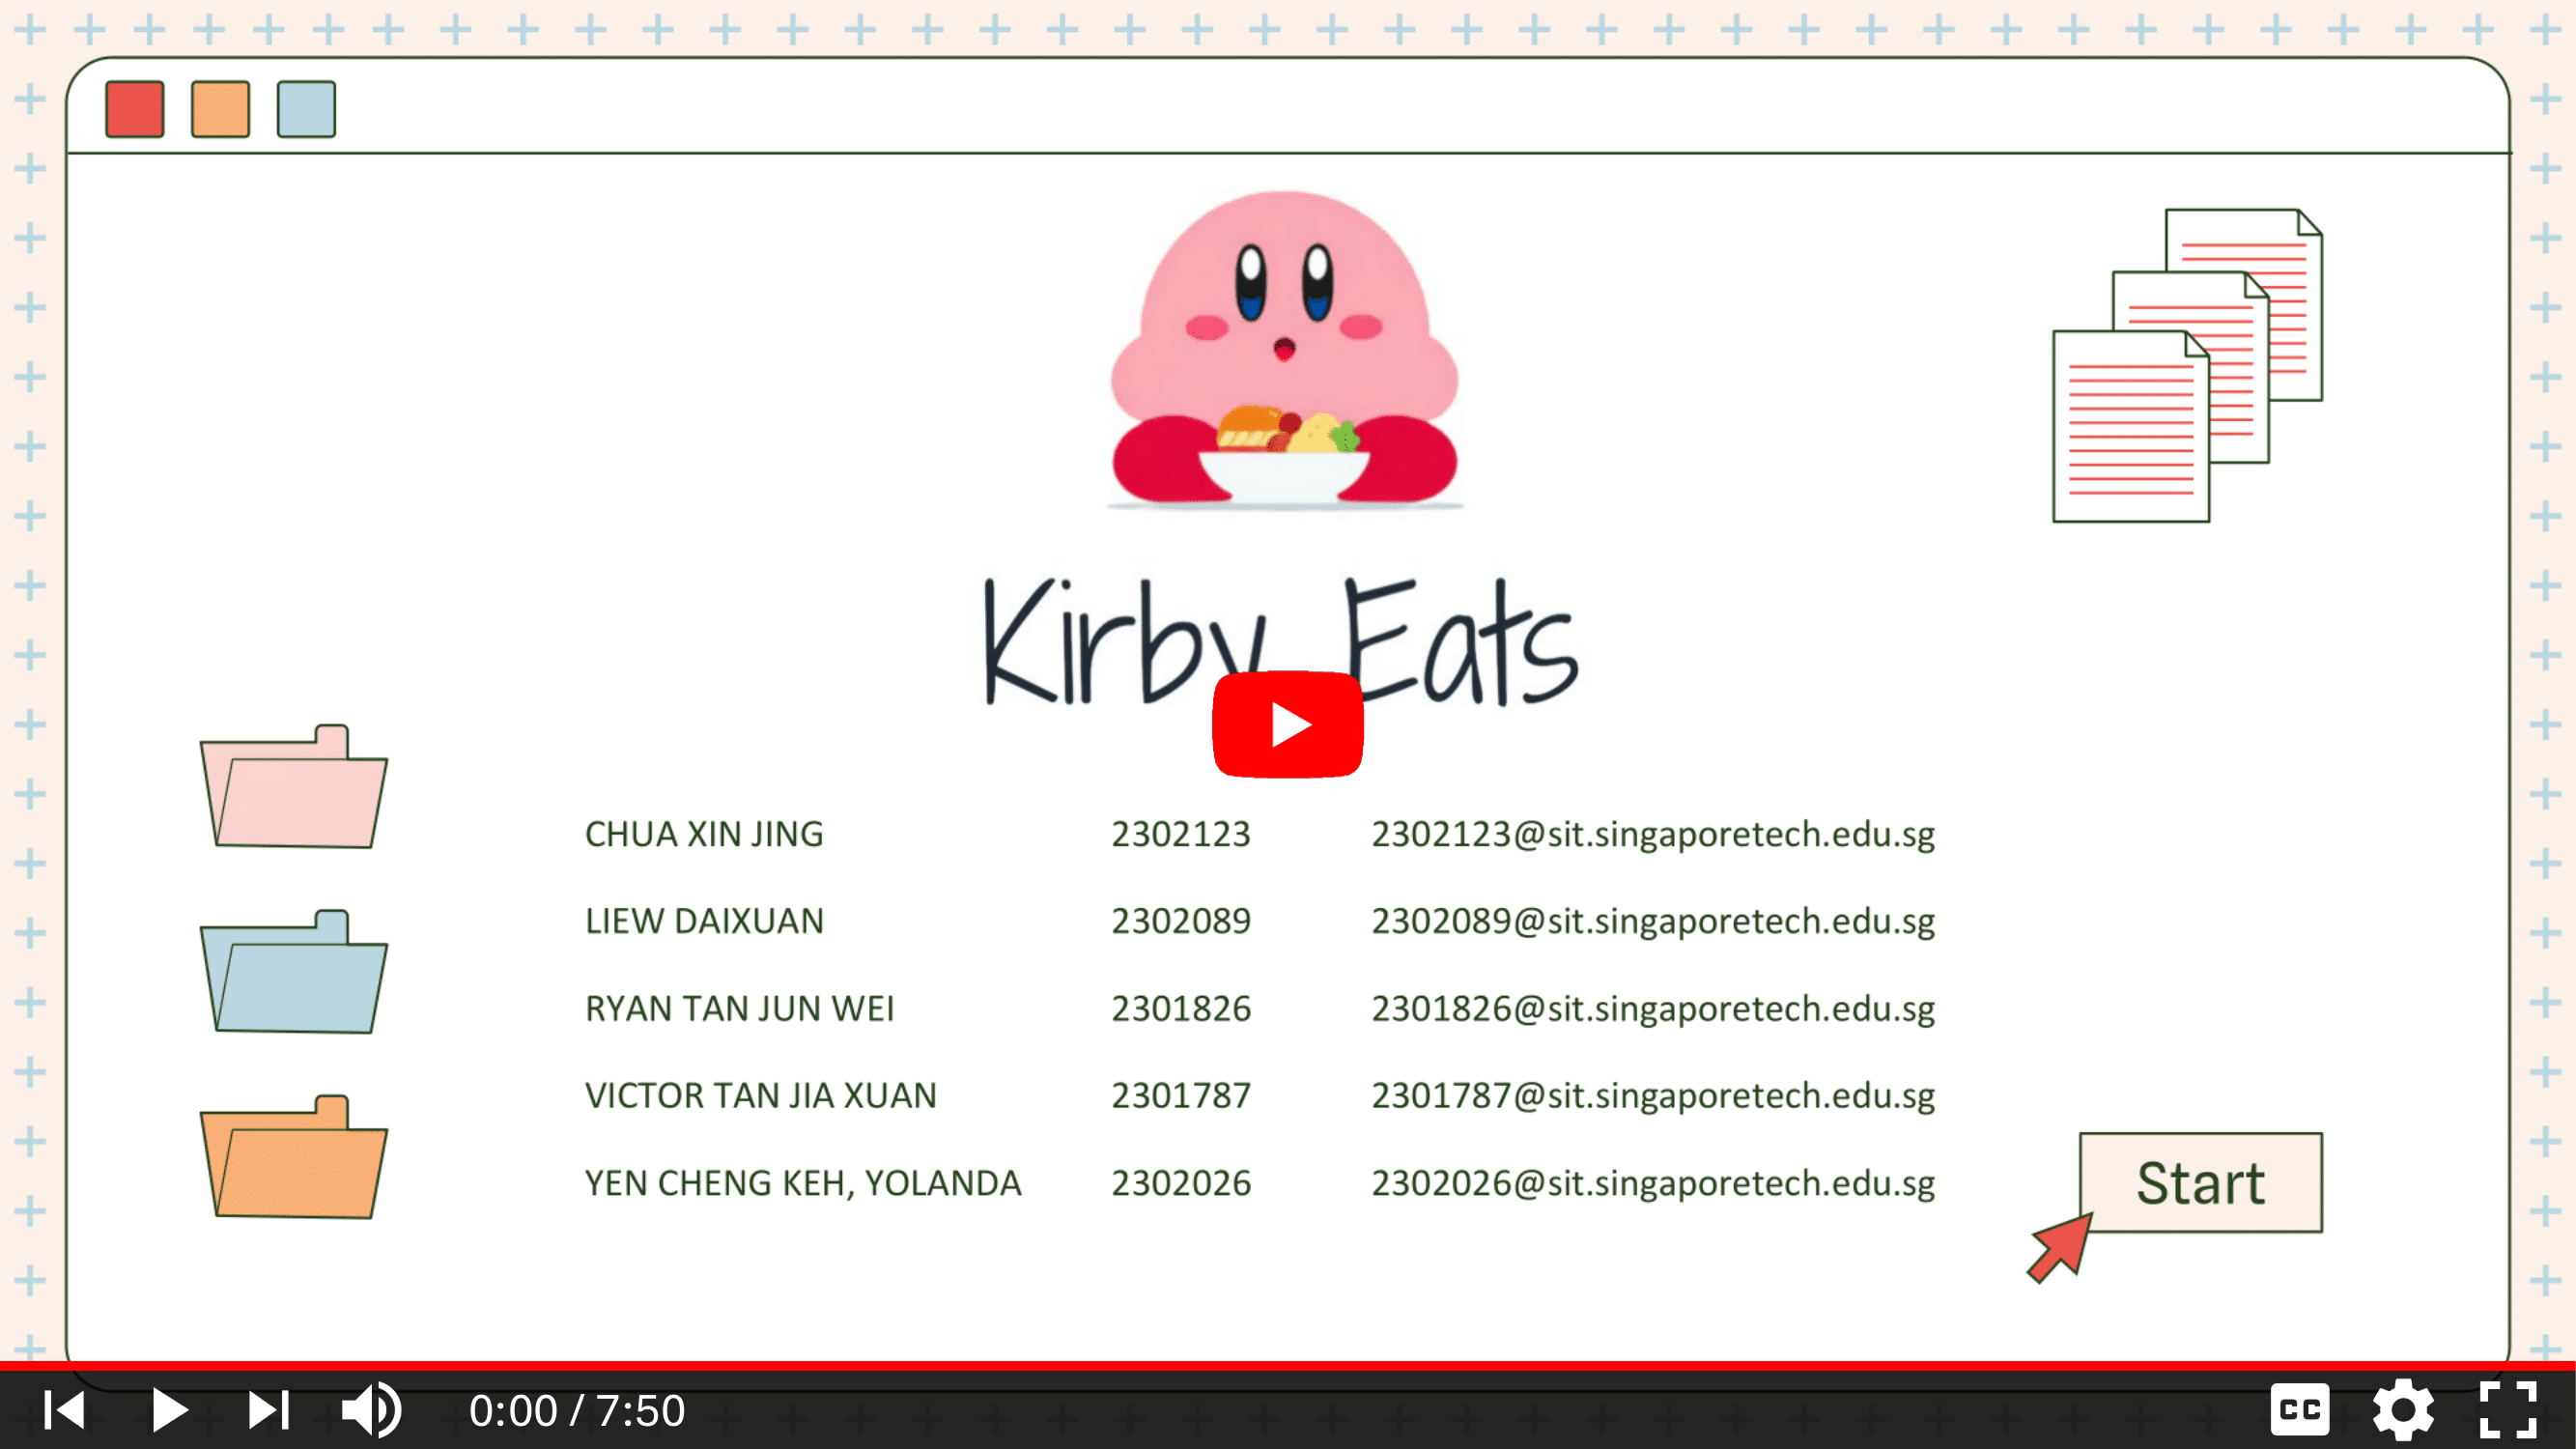 Kirby Eats
CHUA XIN JING 2302123 2302123@sit.singaporetech.edu.sg
LIEW DAIXUAN 2302089 2302089@sit.singaporetech.edu.sg
RYAN TAN JUN WEI 2301826 2301826@sit.singaporetech.edu.sg
VICTOR TAN JIA XUAN 2301787 2301787@sit.singaporetech.edu.sg
YEN CHENG KEH, YOLANDA 2302026 2302026@sit.singaporetech.edu.sg
Start
0:00 / 7:50
CC